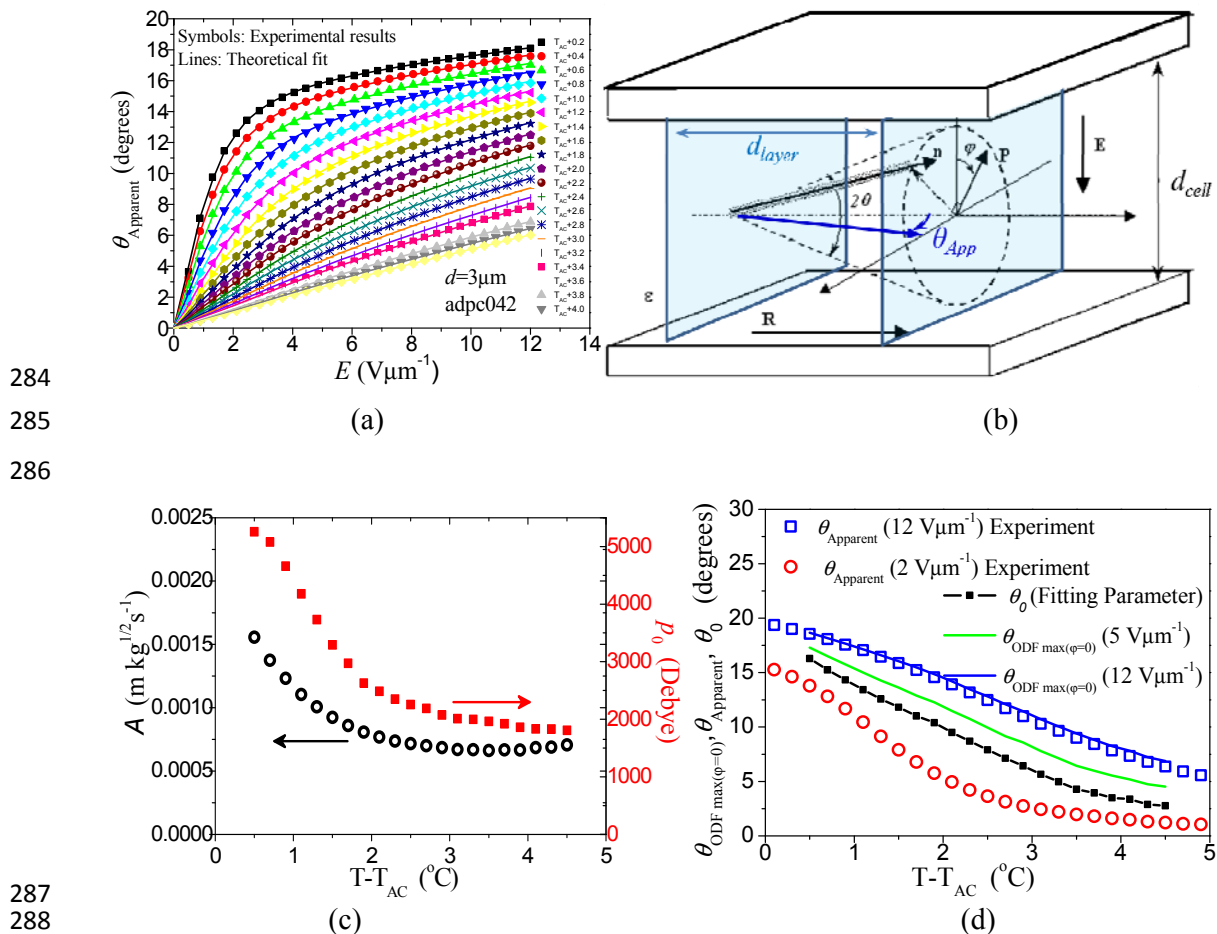 20
18
16
14
12
10
8
6
4
2
0
θApparent (degrees)
Symbols: Experimental results
Lines: Theoretical fit
TAC+0.2
TAC+0.4
TAC+0.6
TAC+0.8
TAC+1.0
TAC+1.2
TAC+1.4
TAC+1.6
TAC+1.8
TAC+2.0
TAC+2.2
TAC+2.4
TAC+2.6
TAC+2.8
TAC+3.0
TAC+3.2
TAC+3.4
TAC+3.6
TAC+3.8
TAC+4.0
d=3µm
adpc042
0 2 4 6 8 10 12 14
E (Vµm-1)
dlayer
n
φ
p
E
2θ
dcell
θApp
ε
R
284
(a) (b)
285
286
0.0025
0.0020
0.0015
0.0010
0.0005
0.0000
A (m kg1/2s-1)
5000
4000
3000
2000
1000
0
p0 (Debye)
0 1 2 3 4 5
T-TAC (oC)
30
25
20
15
10
5
0
θODF max(φ=0), θApparent, θ0 (degrees)
θApparent (12 Vµm-1) Experiment
θApparent (2 Vµm-1) Experiment
θ0 (Fitting Parameter)
θODF max(φ=0) (5 Vµm-1)
θODF max(φ=0) (12 Vµm-1)
0 1 2 3 4 5
T-TAC (oC)
287
288
(c) (d)